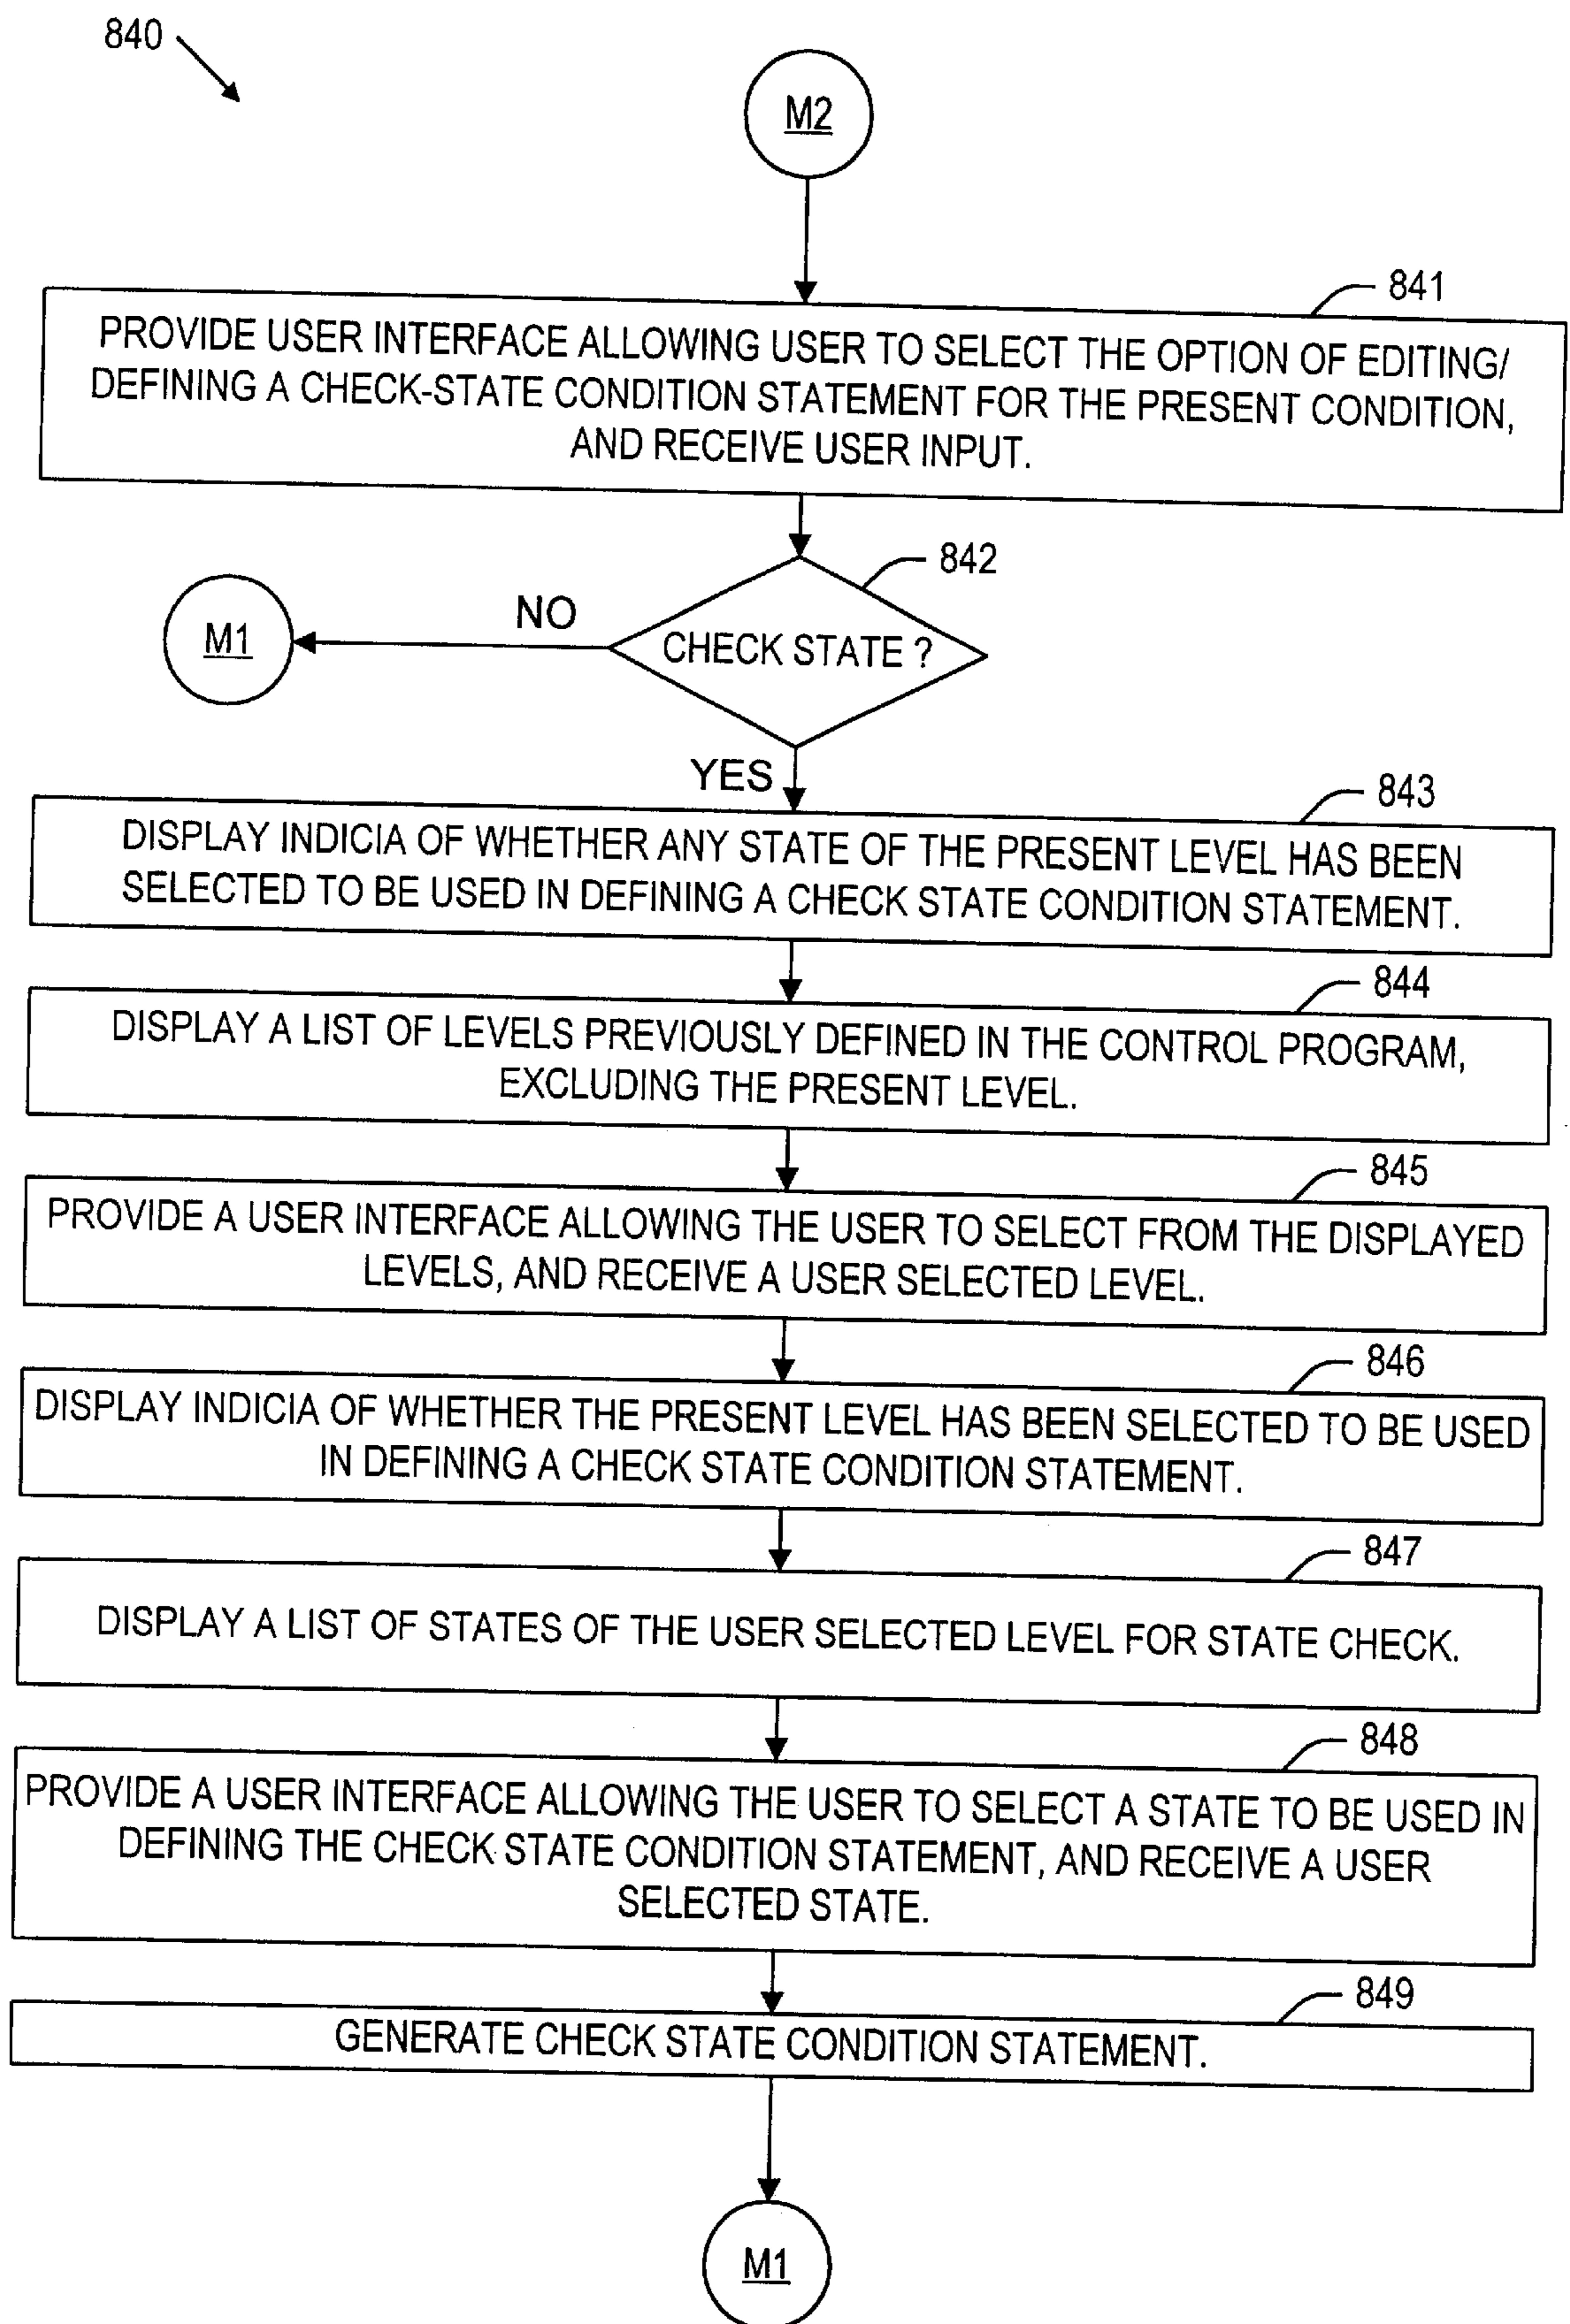 840
M2
841
PROVIDE USER INTERFACE ALLOWING USER TO SELECT THE OPTION OF EDITING/
DEFINING A CHECK-STATE CONDITION STATEMENT FOR THE PRESENT CONDITION,
AND RECEIVE USER INPUT.
842
M1
NO
CHECK STATE ?
YES
843
DISPLAY INDICIA OF WHETHER ANY STATE OF THE PRESENT LEVEL HAS BEEN
SELECTED TO BE USED IN DEFINING A CHECK STATE CONDITION STATEMENT.
844
DISPLAY A LIST OF LEVELS PREVIOUSLY DEFINED IN THE CONTROL PROGRAM,
EXCLUDING THE PRESENT LEVEL.
845
PROVIDE A USER INTERFACE ALLOWING THE USER TO SELECT FROM THE DISPLAYED
LEVELS, AND RECEIVE A USER SELECTED LEVEL.
846
DISPLAY INDICIA OF WHETHER THE PRESENT LEVEL HAS BEEN SELECTED TO BE USED
IN DEFINING A CHECK STATE CONDITION STATEMENT.
847
DISPLAY A LIST OF STATES OF THE USER SELECTED LEVEL FOR STATE CHECK.
848
PROVIDE A USER INTERFACE ALLOWING THE USER TO SELECT A STATE TO BE USED IN
DEFINING THE CHECK STATE CONDITION STATEMENT, AND RECEIVE A USER
SELECTED STATE.
849
GENERATE CHECK STATE CONDITION STATEMENT.
M1